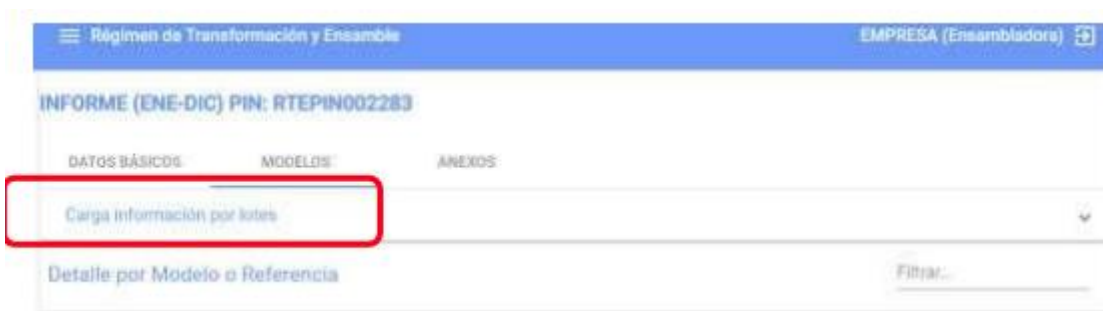 Régimen de Transformación y Ensamble EMPRESA (Ensambladora)
INFORME (ENE-DIC) PIN: RTEPIN002283
DATOS BÁSICOS MODELOS ANEXOS
Carga información por lotes
Detalle por Modelo o Referencia Filtrar...